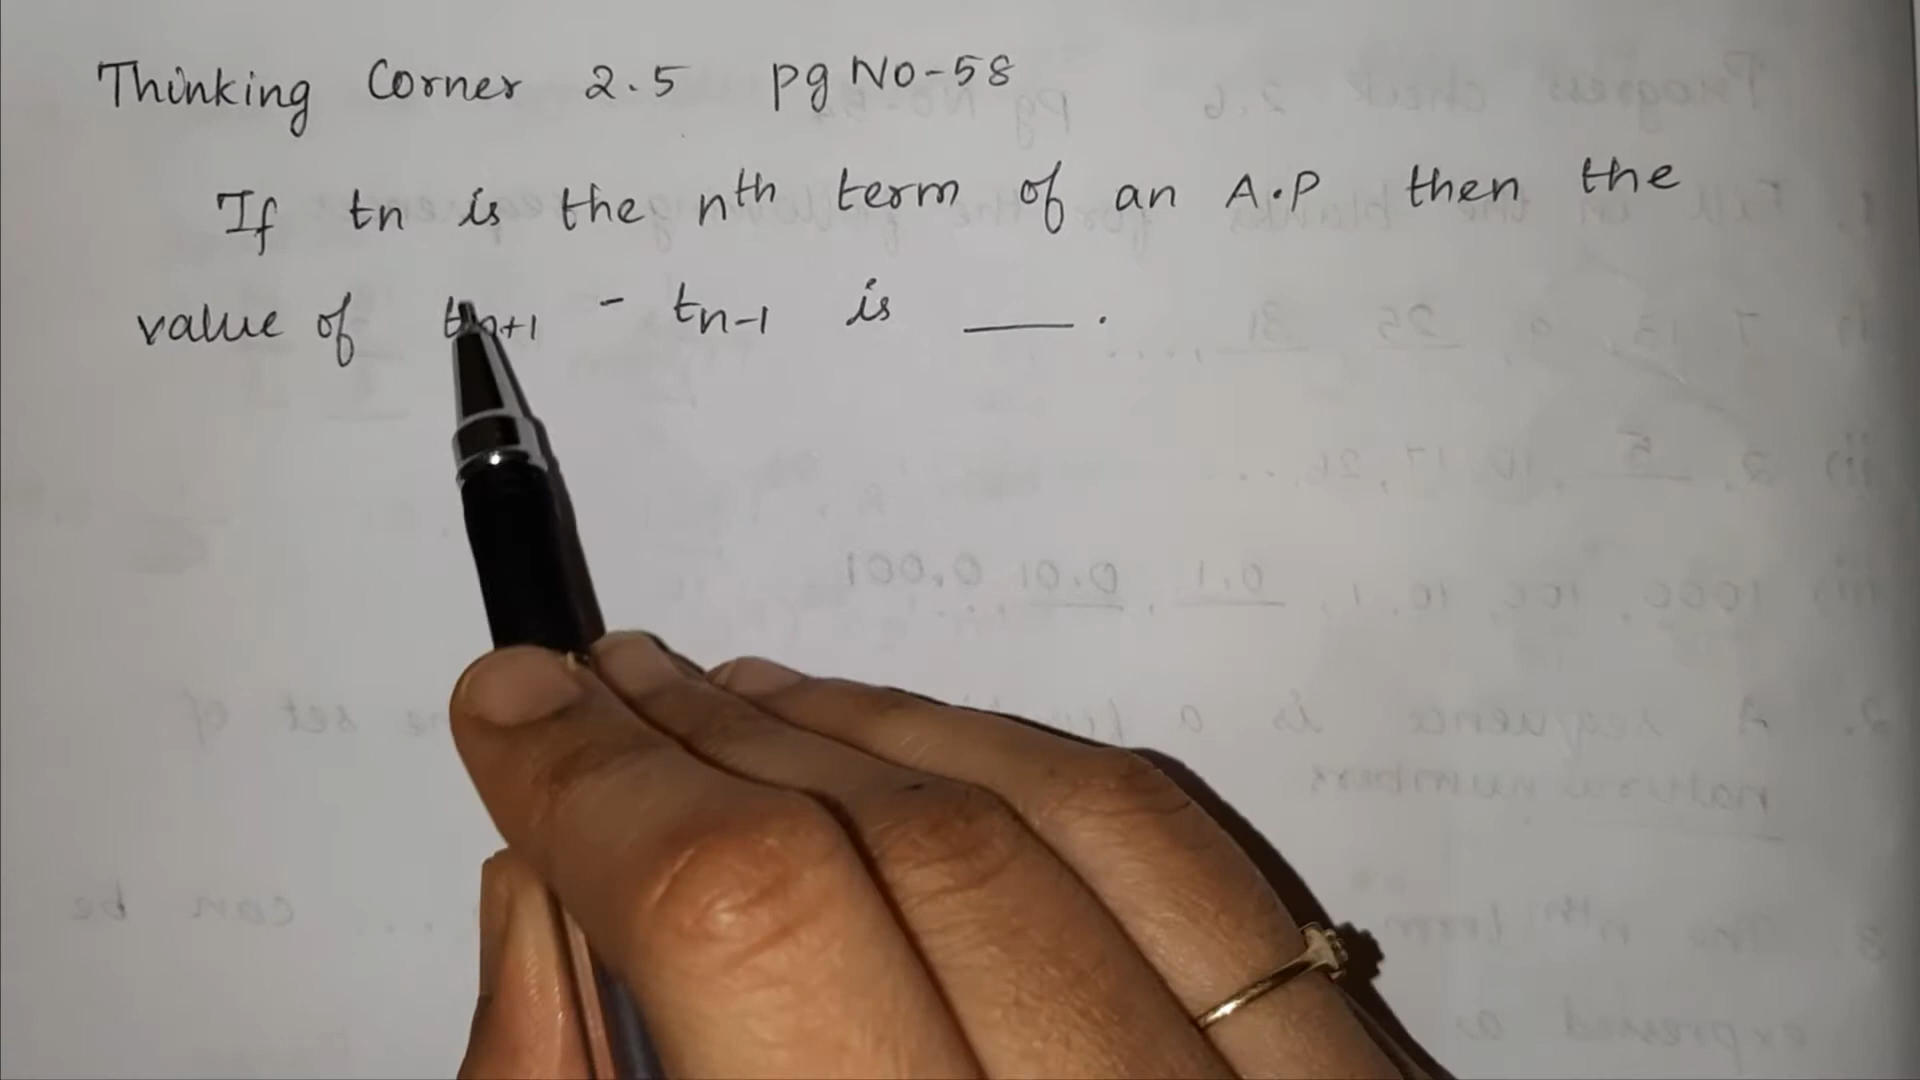 Thinking Corner 2.5 pg No-58
If tn is the nth term of an A.P then the
value of tn+1 - tn-1 is ___.